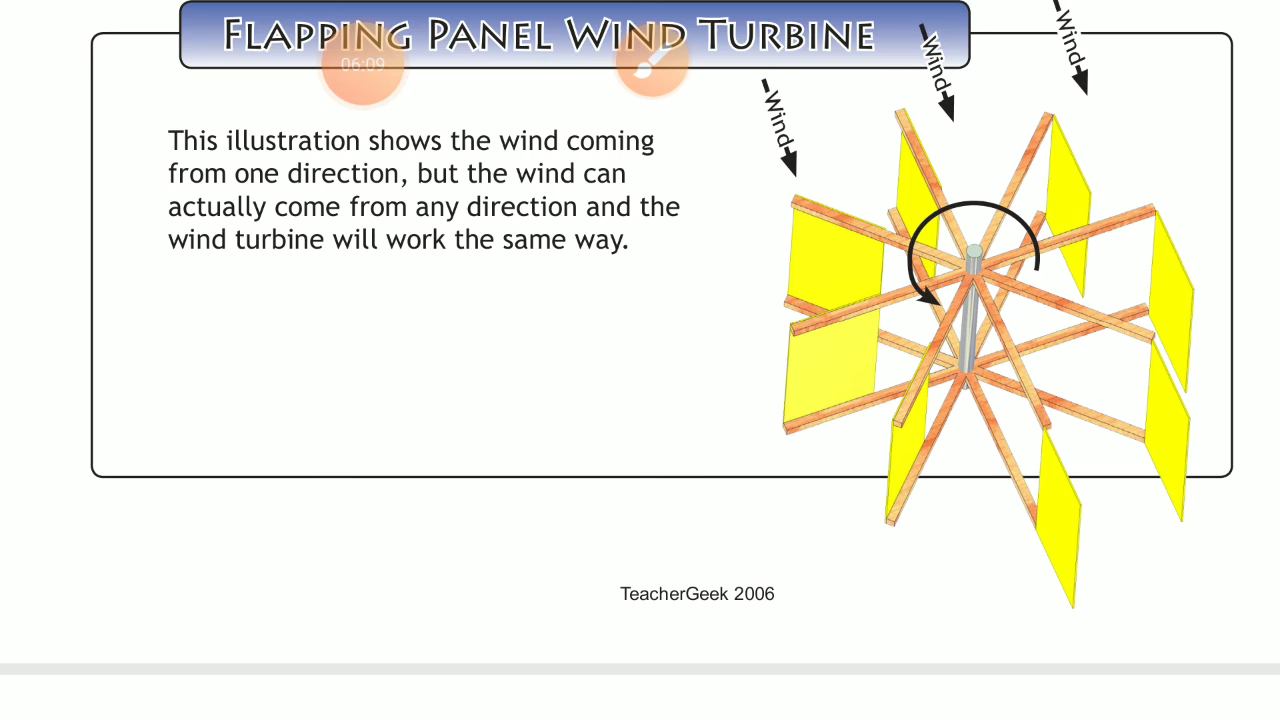 FLAPPING PANEL WIND TURBINE
06:09
Wind
Wind
Wind
This illustration shows the wind coming
from one direction, but the wind can
actually come from any direction and the
wind turbine will work the same way.
TeacherGeek 2006